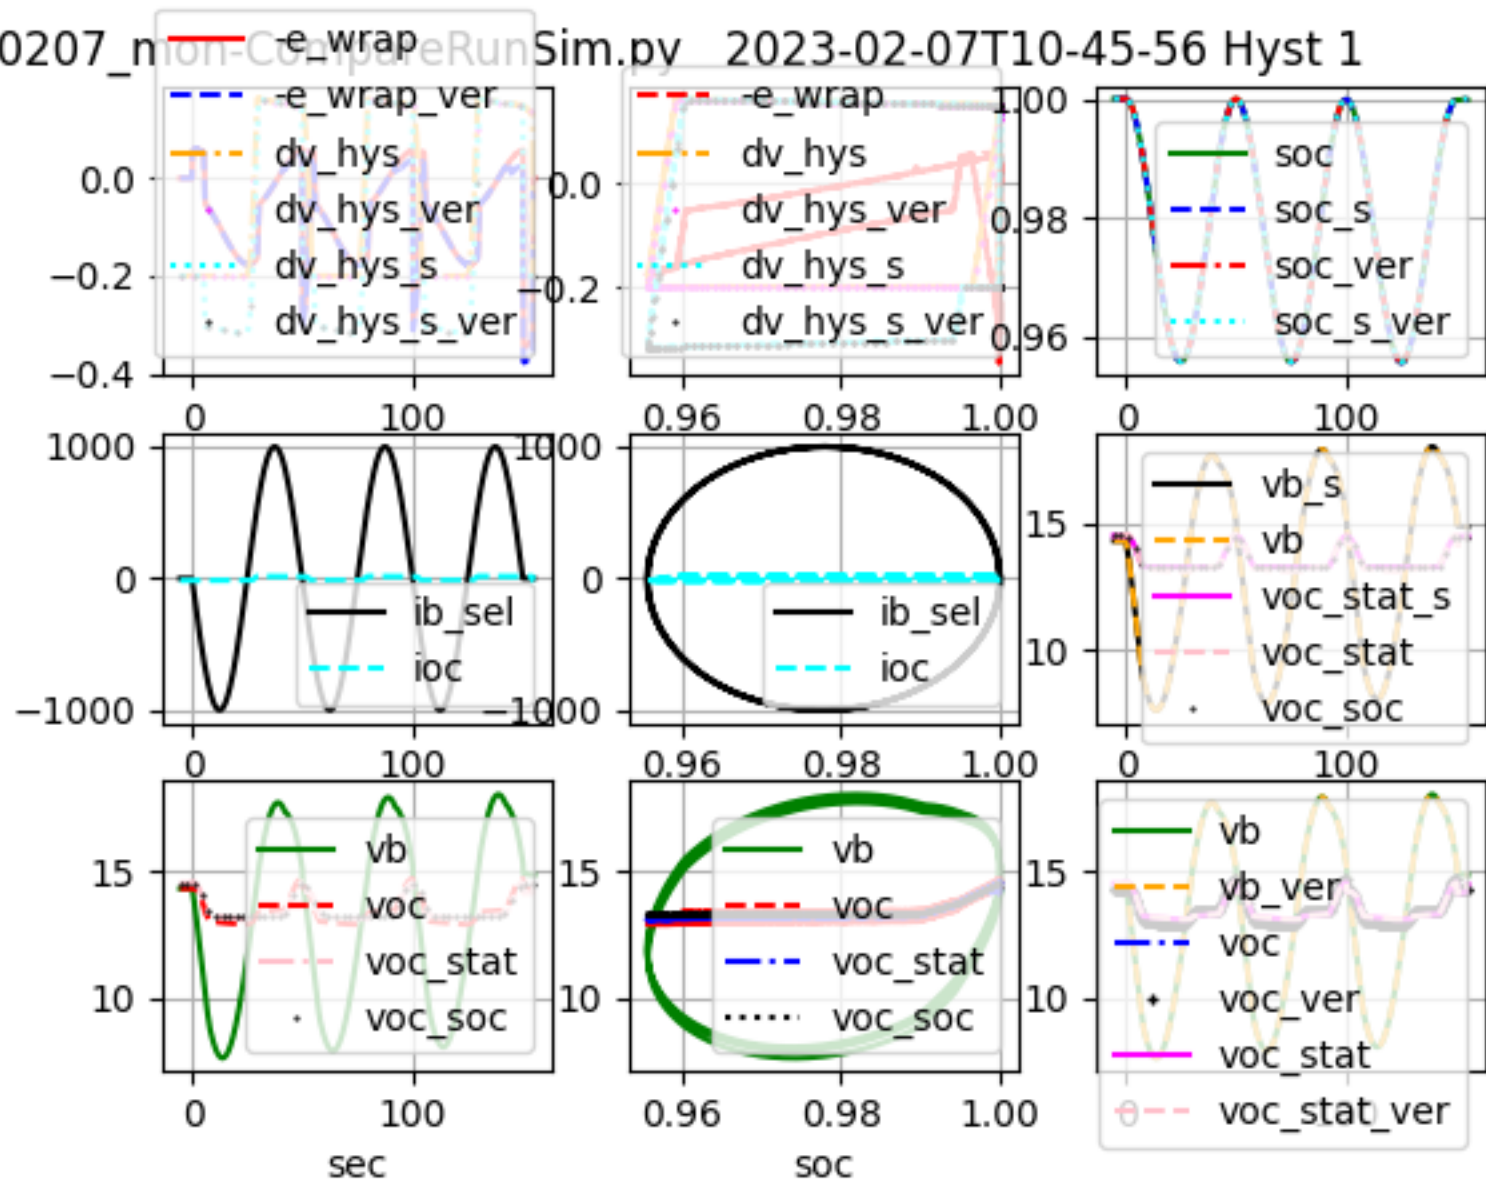 0207_mon-CompareRunSim.py 2023-02-07T10-45-56 Hyst 1
-e_wrap
-e_wrap_ver
dv_hys
dv_hys_ver
dv_hys_s
dv_hys_s_ver
0.0
−0.2
−0.4
0 100
-e_wrap
dv_hys
dv_hys_ver
dv_hys_s
dv_hys_s_ver
0.0
−0.2
0.96 0.98 1.00
soc
soc_s
soc_ver
soc_s_ver
1.00
0.98
0.96
0 100
1000
0
−1000
ib_sel
ioc
0 100
1000
0
−1000
ib_sel
ioc
0.96 0.98 1.00
15
10
vb_s
vb
voc_stat_s
voc_stat
voc_soc
0 100
15
10
vb
voc
voc_stat
voc_soc
0 100
sec
15
10
vb
voc
voc_stat
voc_soc
0.96 0.98 1.00
soc
15
10
vb
vb_ver
voc
voc_ver
voc_stat
voc_stat_ver
0